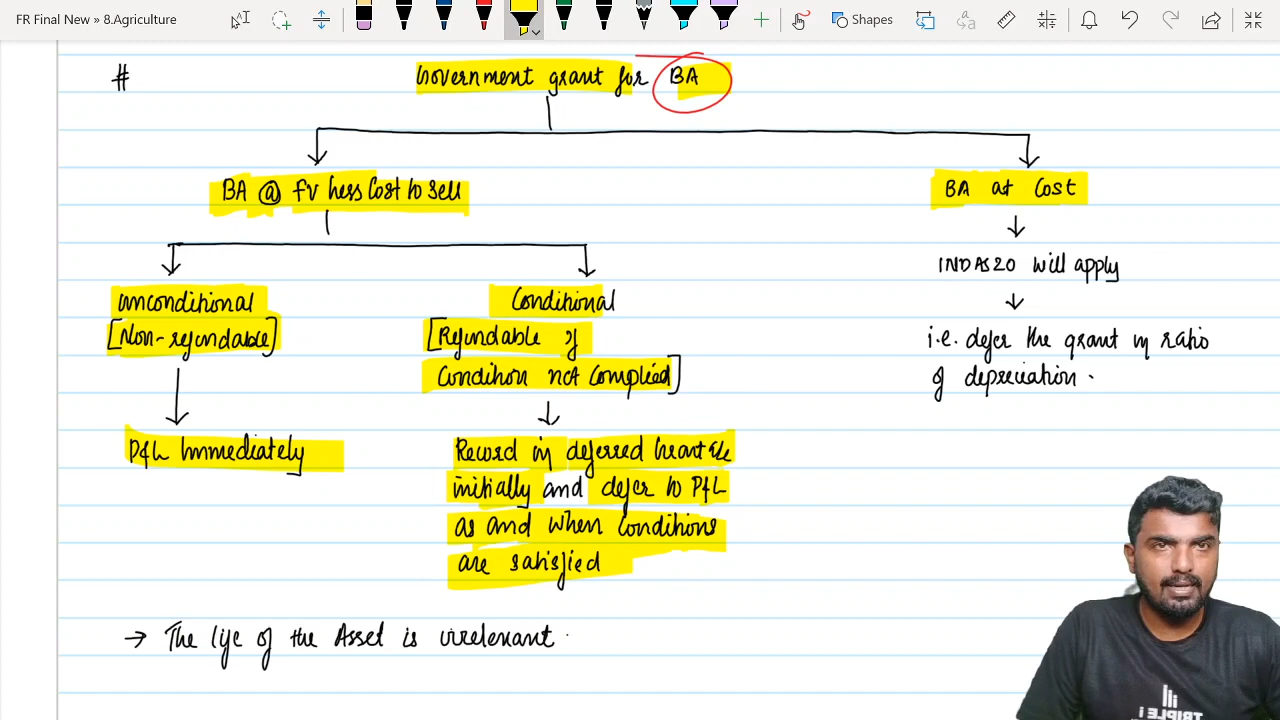 FR Final New » 8.Agriculture
Shapes
# Government grant for BA
BA @ FV less Cost to Sell
BA at Cost
unconditional
[Non-refundable]
Conditional
[Refundable if
Condition not Complied]
INDAS20 will apply
i.e. defer the grant in ratio
of depreciation.
P&L Immediately
Record in deferred Grant a/c
initially and defer to P&L
as and when Conditions
are satisfied
→ The life of the Asset is irrelevant.
TRIPLE i